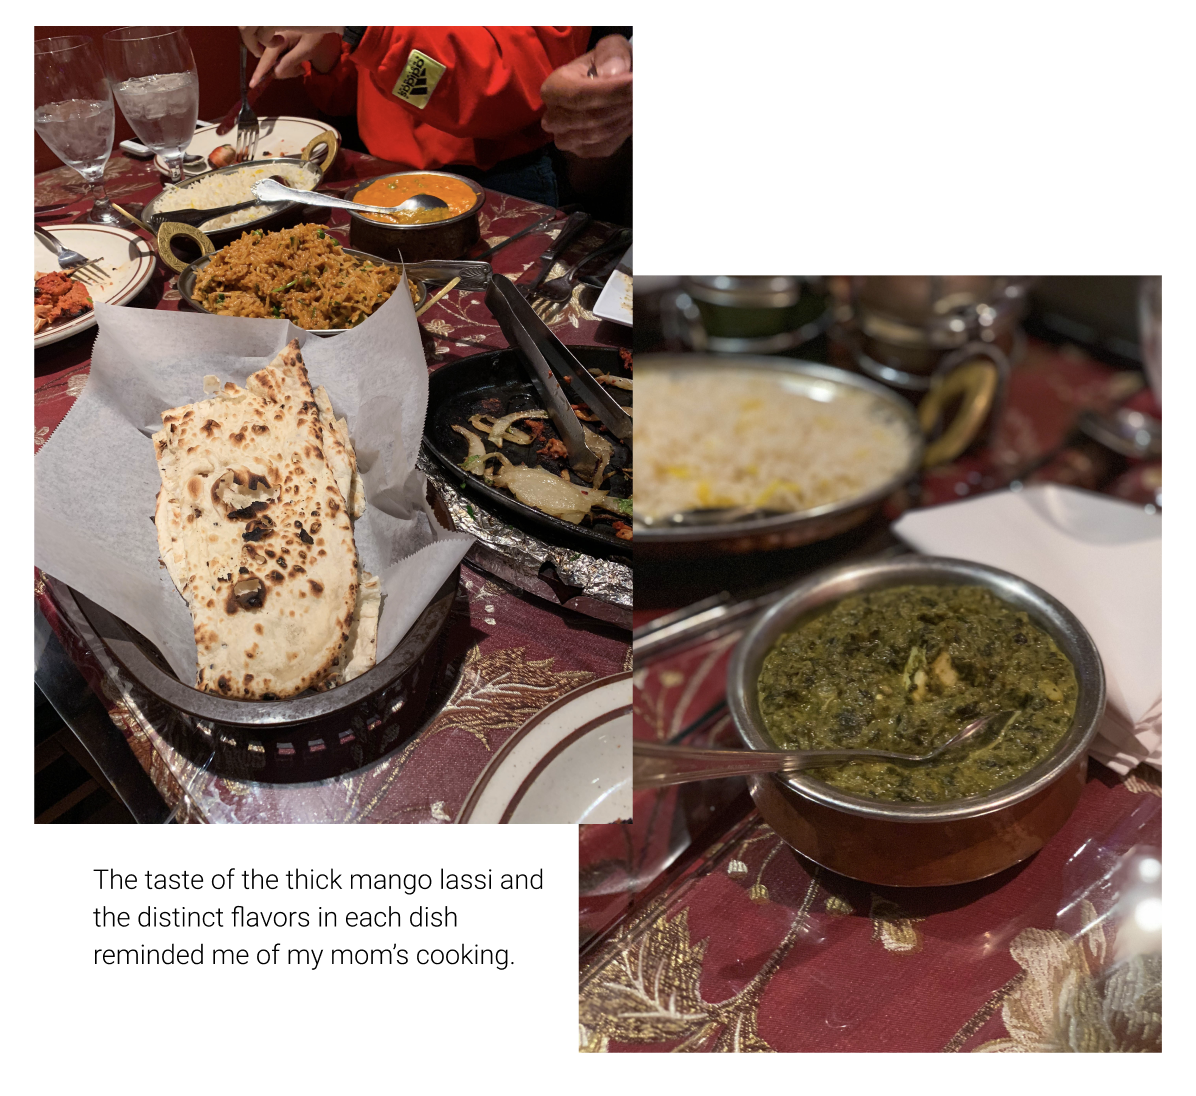 adidas
The taste of the thick mango lassi and
the distinct flavors in each dish
reminded me of my mom’s cooking.